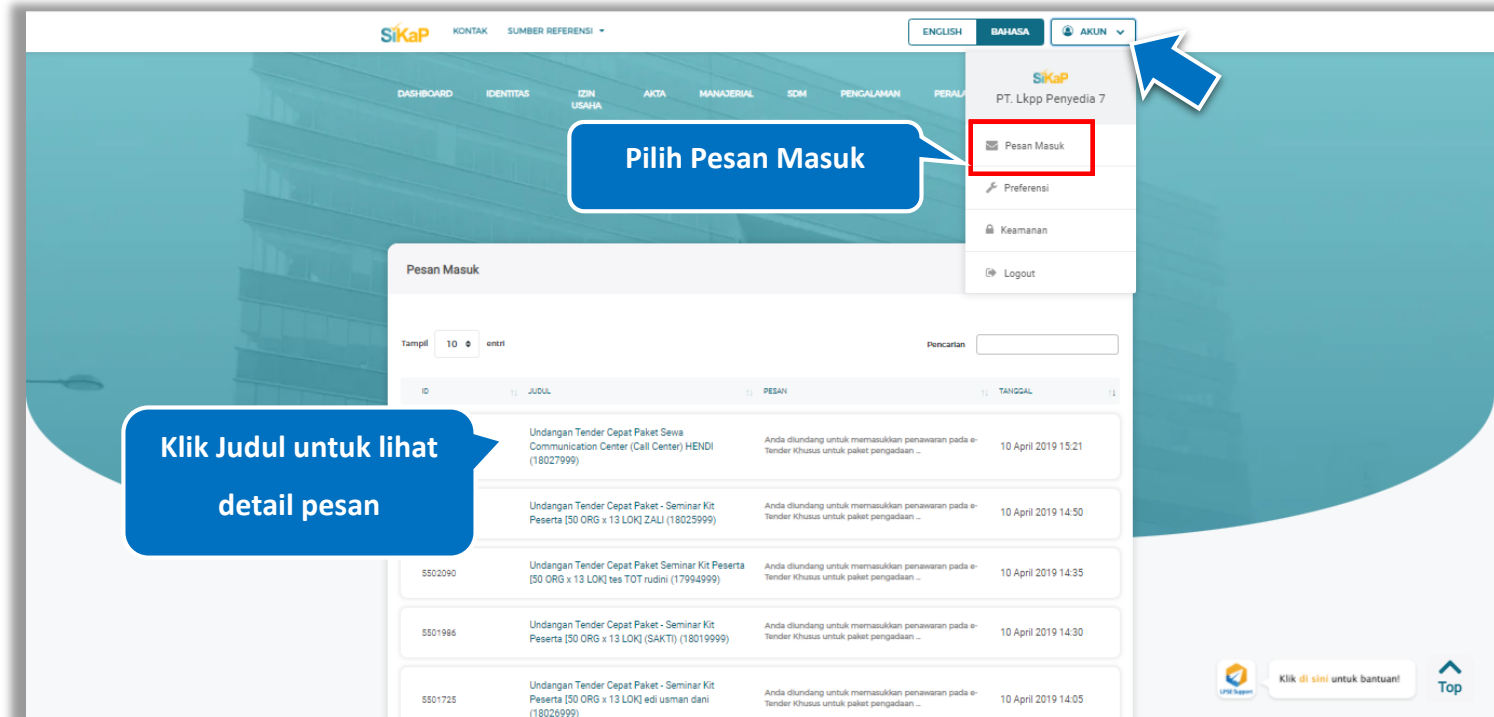 SiKaP KONTAK SUMBER REFERENSI ENGLISH BAHASA AKUN
SiKaP
PT. Lkpp Penyedia 7
DASHBOARD IDENTITAS IZIN USAHA AKTA MANAJERIAL SDM PENGALAMAN PERALA
Pilih Pesan Masuk
Pesan Masuk
Preferensi
Keamanan
Logout
Pesan Masuk
Tampil 10 entri Pencarian
ID JUDUL PESAN TANGGAL
Klik Judul untuk lihat
detail pesan
Undangan Tender Cepat Paket Sewa
Communication Center (Call Center) HENDI
(18027999)
Anda diundang untuk memasukkan penawaran pada e-
Tender Khusus untuk paket pengadaan ...
10 April 2019 15:21
Undangan Tender Cepat Paket - Seminar Kit
Peserta [50 ORG x 13 LOK] ZALI (18025999)
Anda diundang untuk memasukkan penawaran pada e-
Tender Khusus untuk paket pengadaan ...
10 April 2019 14:50
5502090
Undangan Tender Cepat Paket Seminar Kit Peserta
[50 ORG x 13 LOK] tes TOT rudini (17994999)
Anda diundang untuk memasukkan penawaran pada e-
Tender Khusus untuk paket pengadaan ...
10 April 2019 14:35
5501986
Undangan Tender Cepat Paket - Seminar Kit
Peserta [50 ORG x 13 LOK] (SAKTI) (18019999)
Anda diundang untuk memasukkan penawaran pada e-
Tender Khusus untuk paket pengadaan ...
10 April 2019 14:30
5501725
Undangan Tender Cepat Paket - Seminar Kit
Peserta [50 ORG x 13 LOK] edi usman dani
(18026999)
Anda diundang untuk memasukkan penawaran pada e-
Tender Khusus untuk paket pengadaan ...
10 April 2019 14:05
LPSE Support
Klik di sini untuk bantuan!
Top